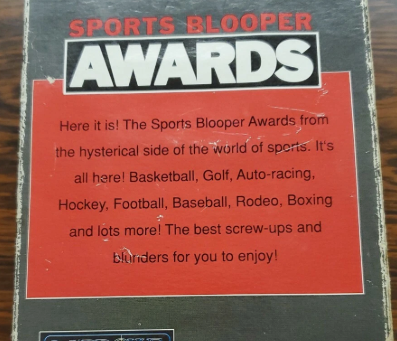 SPORTS BLOOPER
AWARDS
Here it is! The Sports Blooper Awards from
the hysterical side of the world of sports. It's
all here! Basketball, Golf, Auto-racing,
Hockey, Football, Baseball, Rodeo, Boxing
and lots more! The best screw-ups and
blunders for you to enjoy!